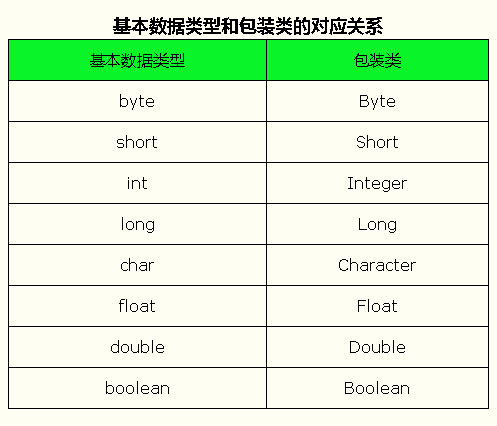 基本数据类型和包装类的对应关系
基本数据类型 包装类
byte Byte
short Short
int Integer
long Long
char Character
float Float
double Double
boolean Boolean